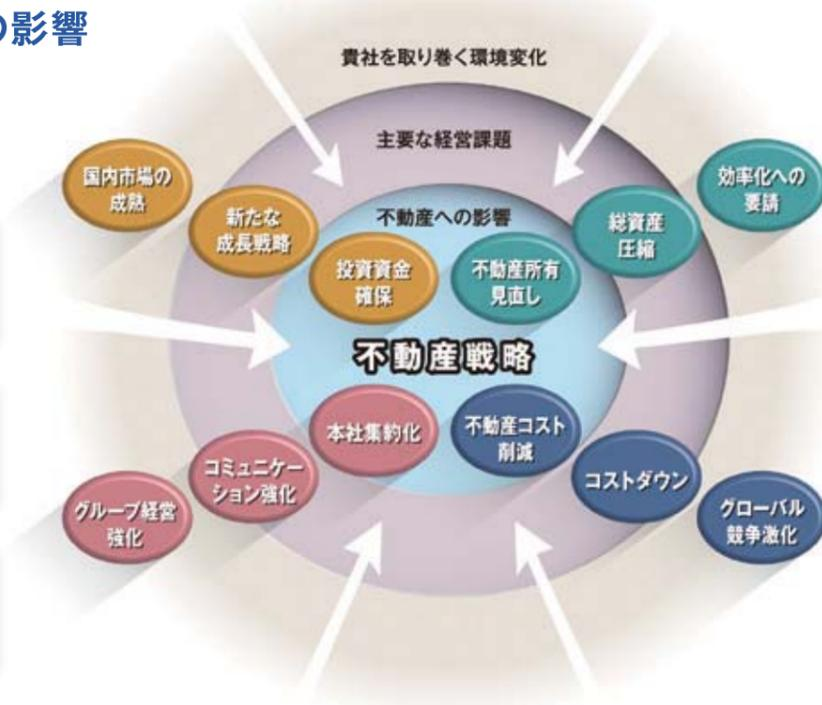 の影響
貴社を取り巻く環境変化
主要な経営課題
不動産への影響
国内市場の
成熟
新たな
成長戦略
投資資金
確保
不動産所有
見直し
総資産
圧縮
効率化への
要請
不動産戦略
グループ経営
強化
コミュニケー
ション強化
本社集約化
不動産コスト
削減
コストダウン
グローバル
競争激化